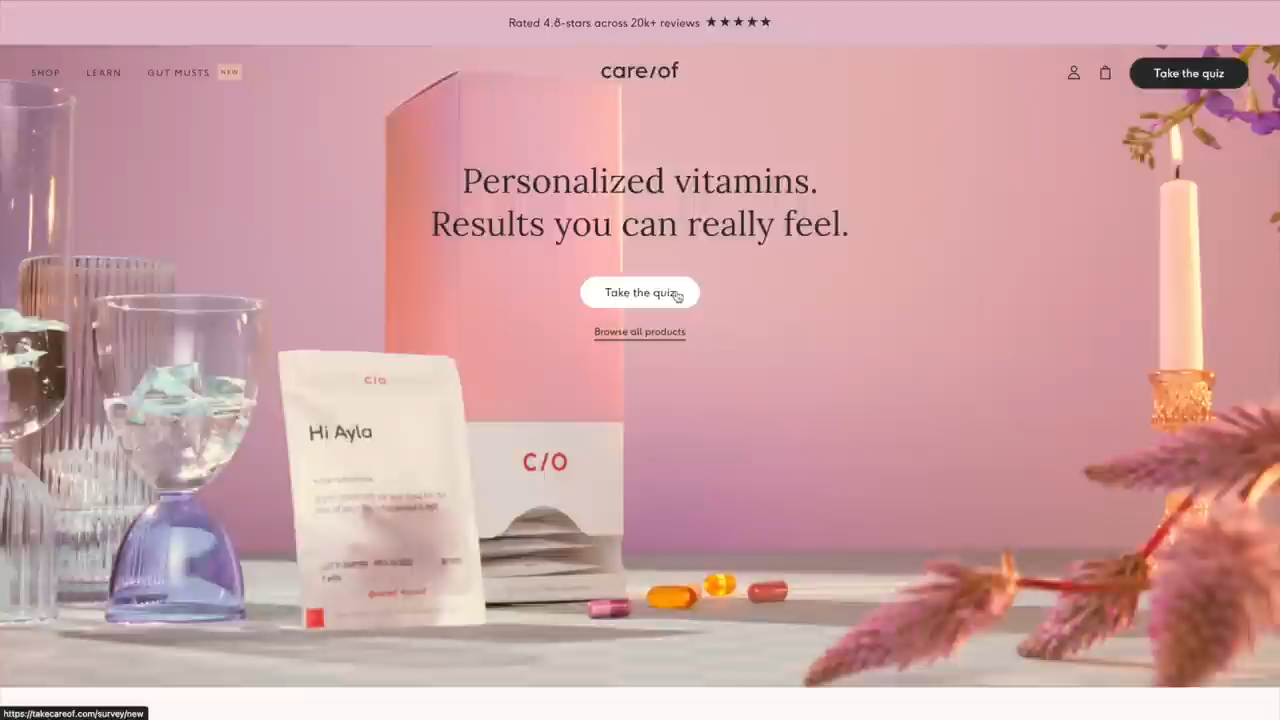 Rated 4.8-stars across 20k+ reviews ★★★★★
SHOP LEARN GUT MUSTS NEW
care/of
Take the quiz
Personalized vitamins.
Results you can really feel.
Take the quiz
Browse all products
C/O
Hi Ayla
C/O
https://takecareof.com/survey/new